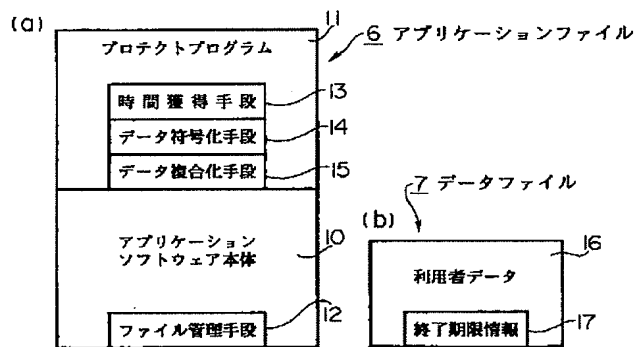 (a)
11
プロテクトプログラム
6 アプリケーションファイル
時間獲得手段
13
データ符号化手段
14
データ複合化手段
15
7 データファイル
アプリケーション
ソフトウェア本体
10
(b)
16
利用者データ
12
ファイル管理手段
終了期限情報
17